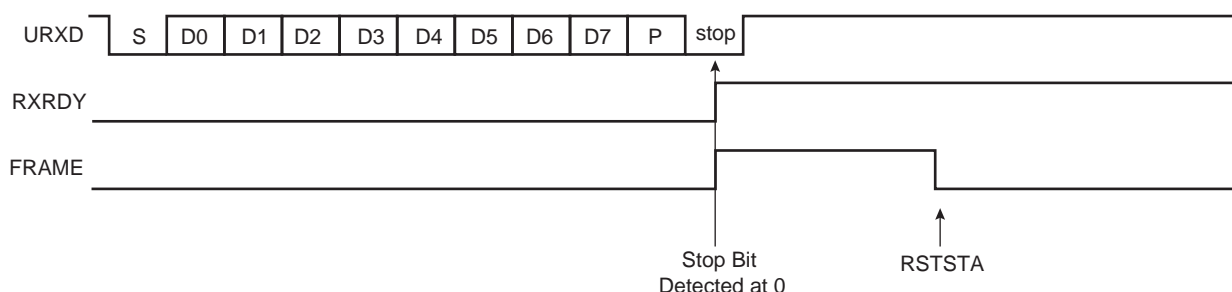 URXD S D0 D1 D2 D3 D4 D5 D6 D7 P stop
RXRDY
FRAME
Stop Bit
Detected at 0
RSTSTA